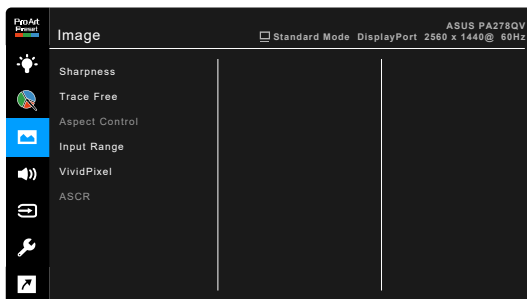 ProArt
Preset
Image
ASUS PA278QV
Standard Mode DisplayPort 2560 x 1440@ 60Hz
Sharpness
Trace Free
Aspect Control
Input Range
VividPixel
ASCR